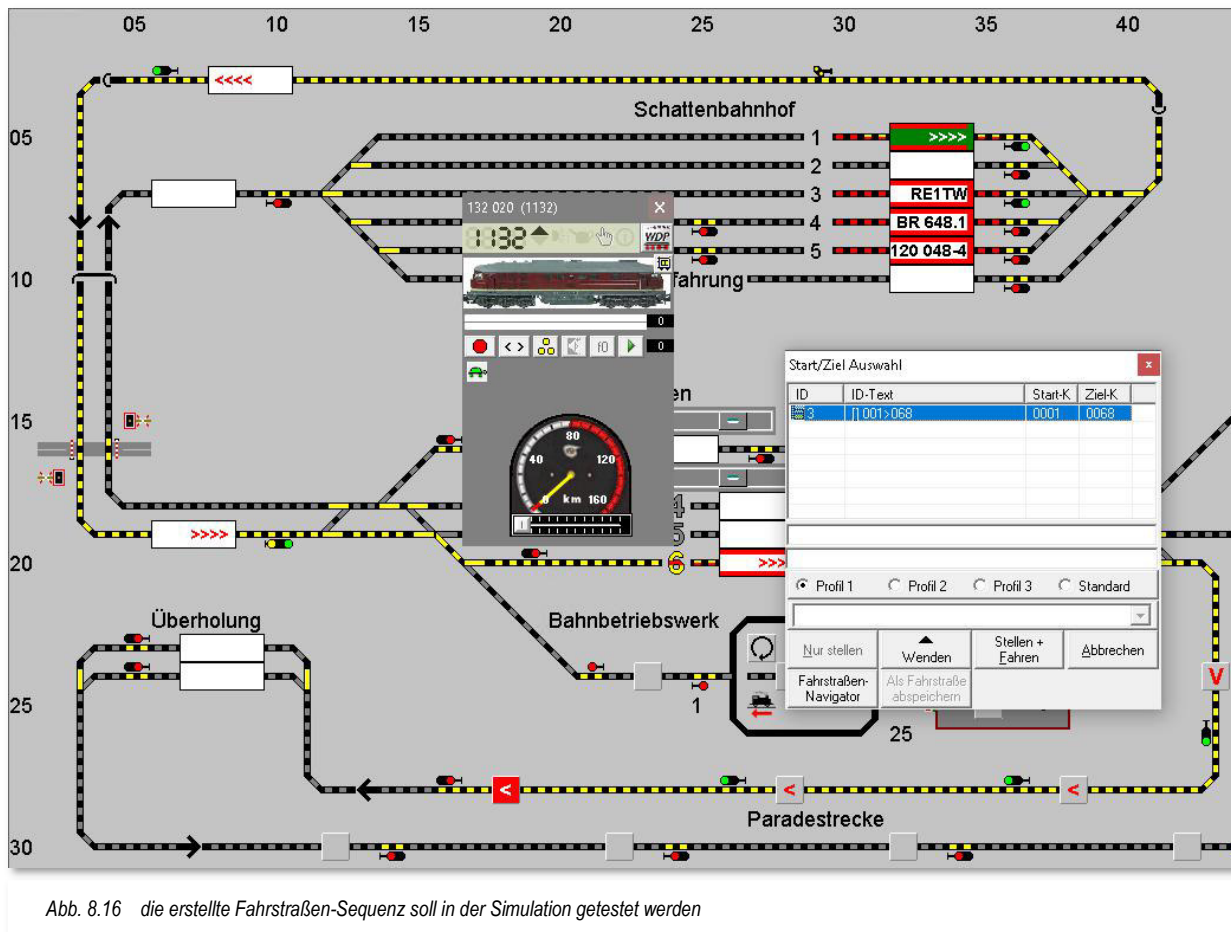 05 10 15 20 25 30 35 40
<<<<
Schattenbahnhof
05
1 >>>>
2
3 RE1TW
132 020 (1132)
4 BR 648.1
132
WDP
5 120 048-4
10
fahrung
0
f0 0
Start/Ziel Auswahl
ID ID-Text Start-K Ziel-K
en
3 [] 001>068 0001 0068
15
80
40 120
0 km 160
4
>>>>
5
20
6 >>>
Profil 1 Profil 2 Profil 3 Standard
Überholung
Bahnbetriebswerk
Nur stellen Wenden Stellen + Fahren Abbrechen
Fahrstraßen-Navigator Als Fahrstraße abspeichern
V
25
1
25
< < <
Paradestrecke
30
Abb. 8.16 die erstellte Fahrstraßen-Sequenz soll in der Simulation getestet werden